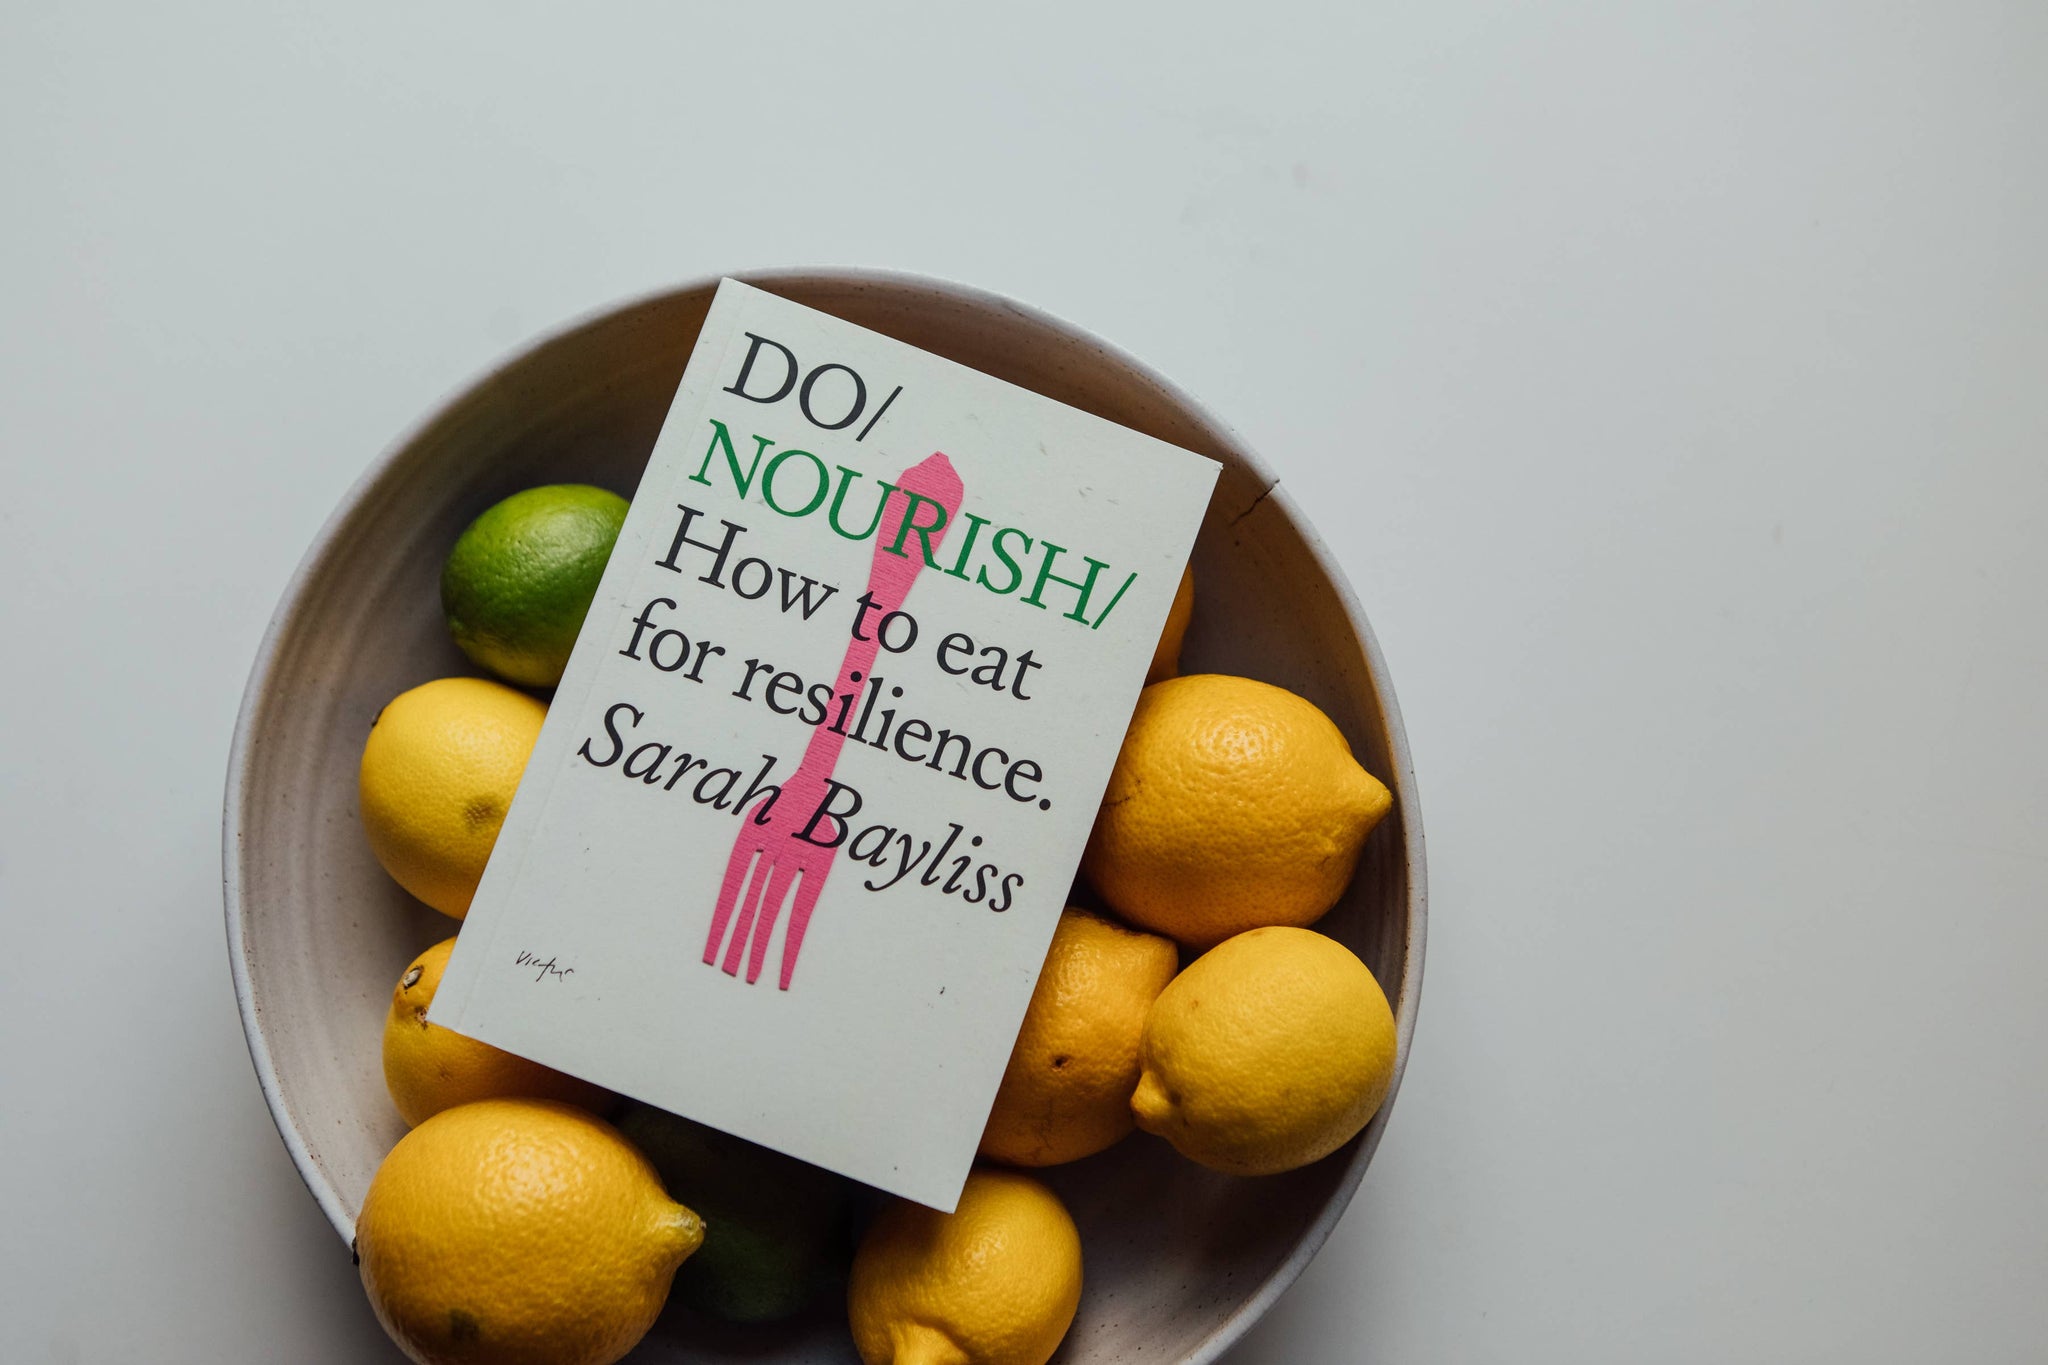 DO/
NOURISH/
How to eat
for resilience.
Sarah Bayliss